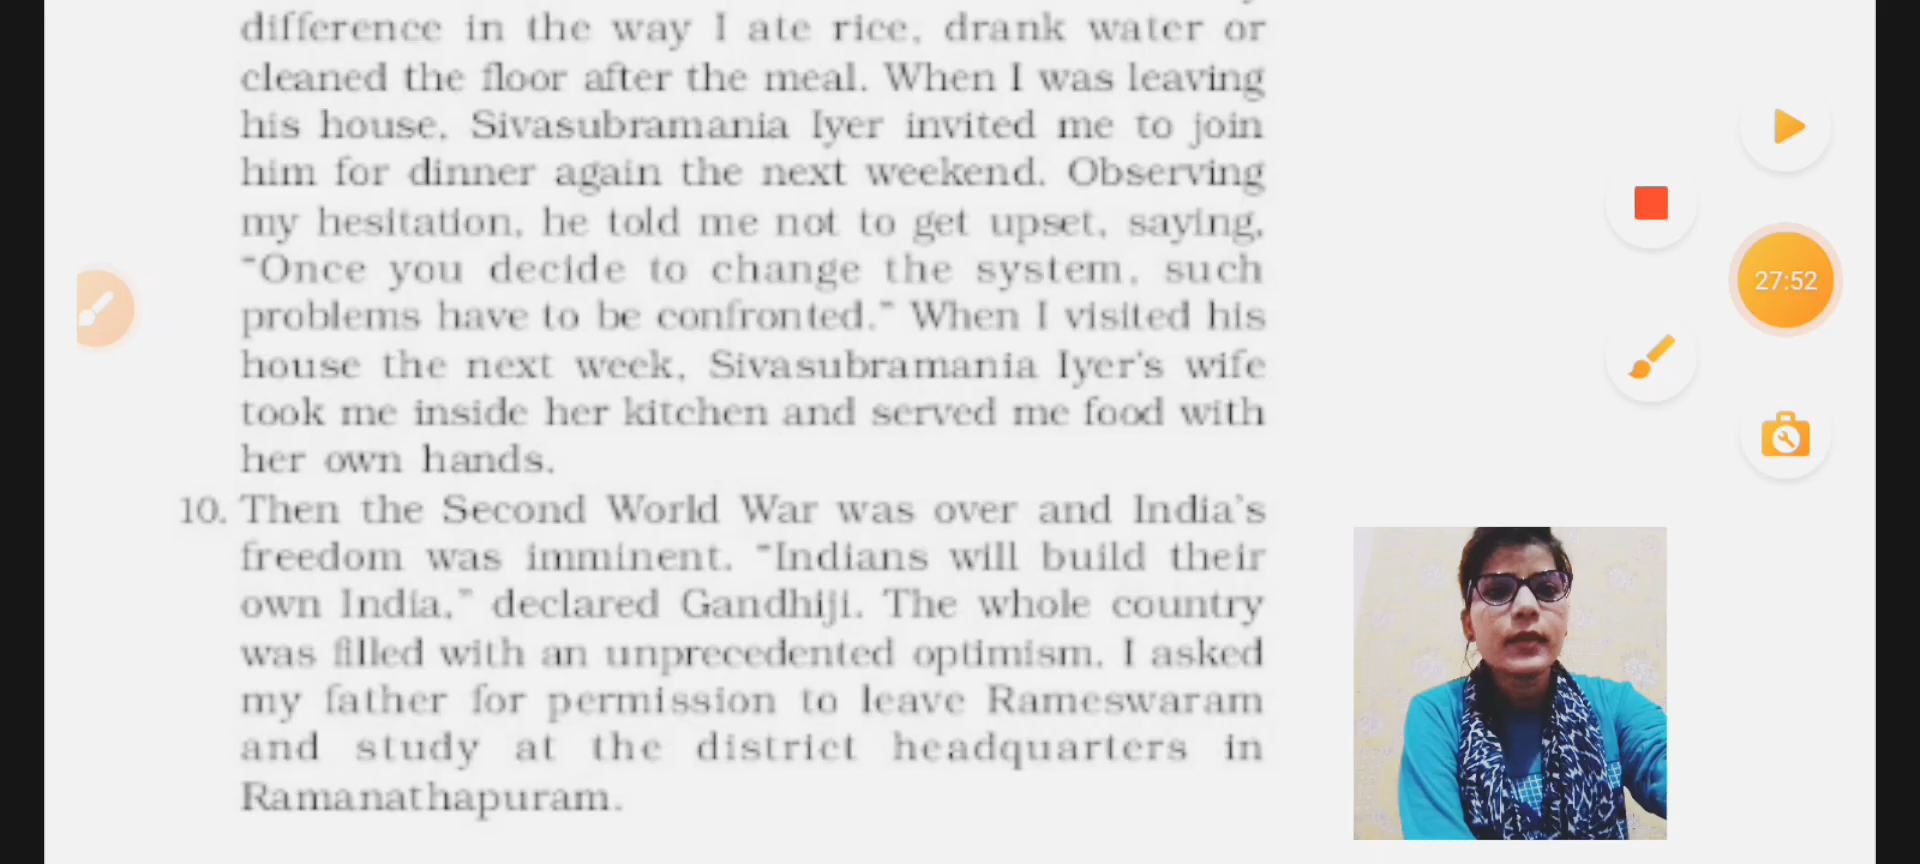 difference in the way I ate rice, drank water or
cleaned the floor after the meal. When I was leaving
his house, Sivasubramania Iyer invited me to join
him for dinner again the next weekend. Observing
my hesitation, he told me not to get upset, saying,
“Once you decide to change the system, such
problems have to be confronted.” When I visited his
house the next week, Sivasubramania Iyer's wife
took me inside her kitchen and served me food with
her own hands.
10. Then the Second World War was over and India's
freedom was imminent. “Indians will build their
own India,” declared Gandhiji. The whole country
was filled with an unprecedented optimism. I asked
my father for permission to leave Rameswaram
and study at the district headquarters in
Ramanathapuram.
27:52